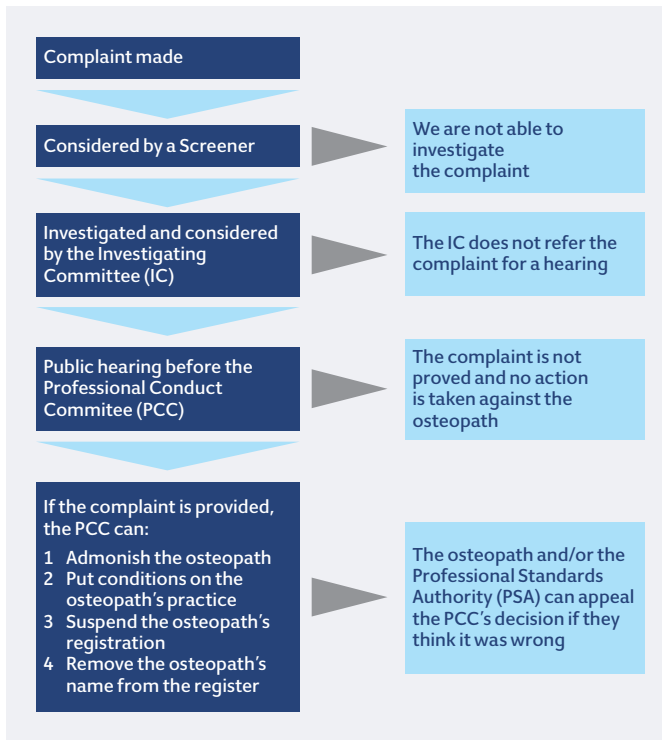 Complaint made
Considered by a Screener
We are not able to
investigate
the complaint
Investigated and considered
by the Investigating
Committee (IC)
The IC does not refer the
complaint for a hearing
Public hearing before the
Professional Conduct
Commitee (PCC)
The complaint is not
proved and no action
is taken against the
osteopath
If the complaint is provided,
the PCC can:
1 Admonish the osteopath
2 Put conditions on the
osteopath's practice
3 Suspend the osteopath's
registration
4 Remove the osteopath's
name from the register
The osteopath and/or the
Professional Standards
Authority (PSA) can appeal
the PCC's decision if they
think it was wrong